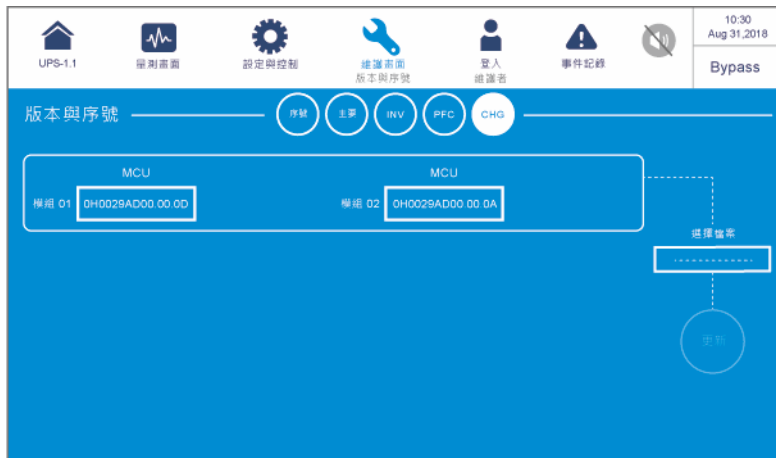 10:30
Aug 31,2018
UPS-1.1 量測畫面 設定與控制 維護畫面 登入 事件記錄
版本與序號 維護者
Bypass
版本與序號 序號 主要 INV PFC CHG
MCU MCU
模組 01 0H0029AD00.00.0D 模組 02 0H0029AD00.00.0A
選擇檔案
更新